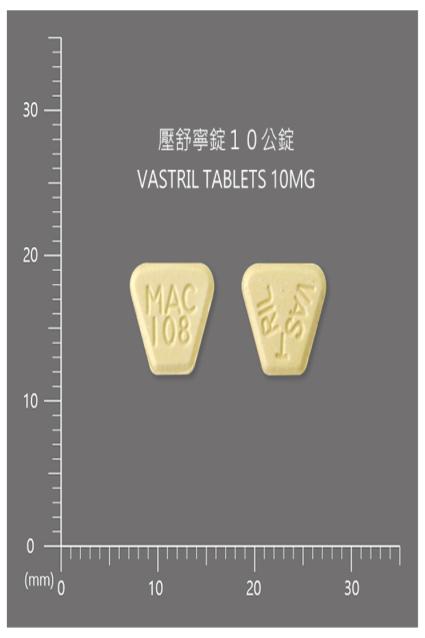 30
壓舒寧錠１０公錠
VASTRIL TABLETS 10MG
20
MAC
108
VAS
T
RIL
10
0
(mm)
0
10
20
30